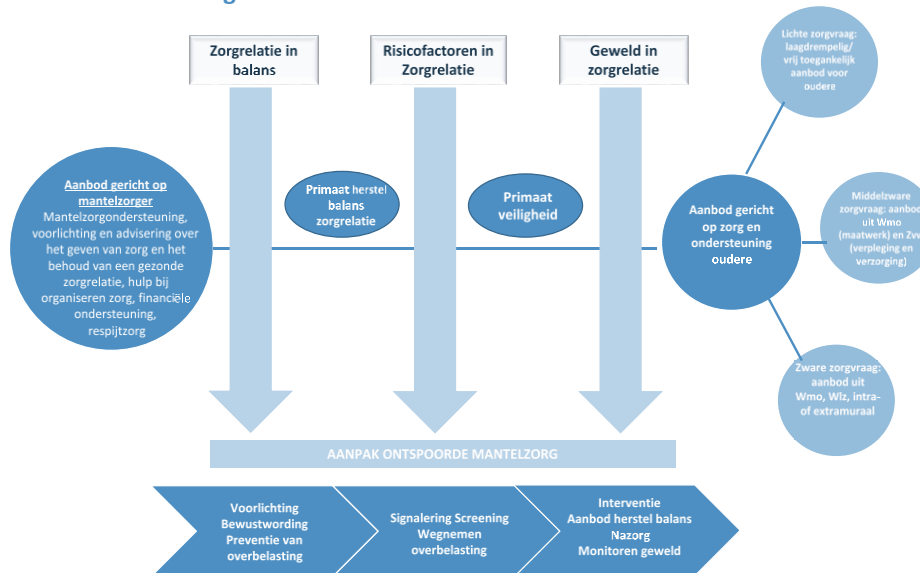 Zorgrelatie in
balans
Risicofactoren in
Zorgrelatie
Geweld in
zorgrelatie
Lichte zorgvraag:
laagdrempelig/
vrij toegankelijk
aanbod voor
oudere
Aanbod gericht op
mantelzorger
Mantelzorgondersteuning,
voorlichting en advisering over
het geven van zorg en het
behoud van een gezonde
zorgrelatie, hulp bij
organiseren zorg, financiële
ondersteuning,
respijtzorg
Primaat herstel
balans
zorgrelatie
Primaat
veiligheid
Aanbod gericht
op zorg en
ondersteuning
oudere
Middelzware
zorgvraag: aanbod
uit Wmo
(maatwerk) en Zvw
(verpleging en
verzorging)
Zware zorgvraag:
aanbod uit
Wmo, Wlz, intra-
of extramuraal
AANPAK ONTSPOORDE MANTELZORG
Voorlichting
Bewustwording
Preventie van
overbelasting
Signalering Screening
Wegnemen
overbelasting
Interventie
Aanbod herstel balans
Nazorg
Monitoren geweld